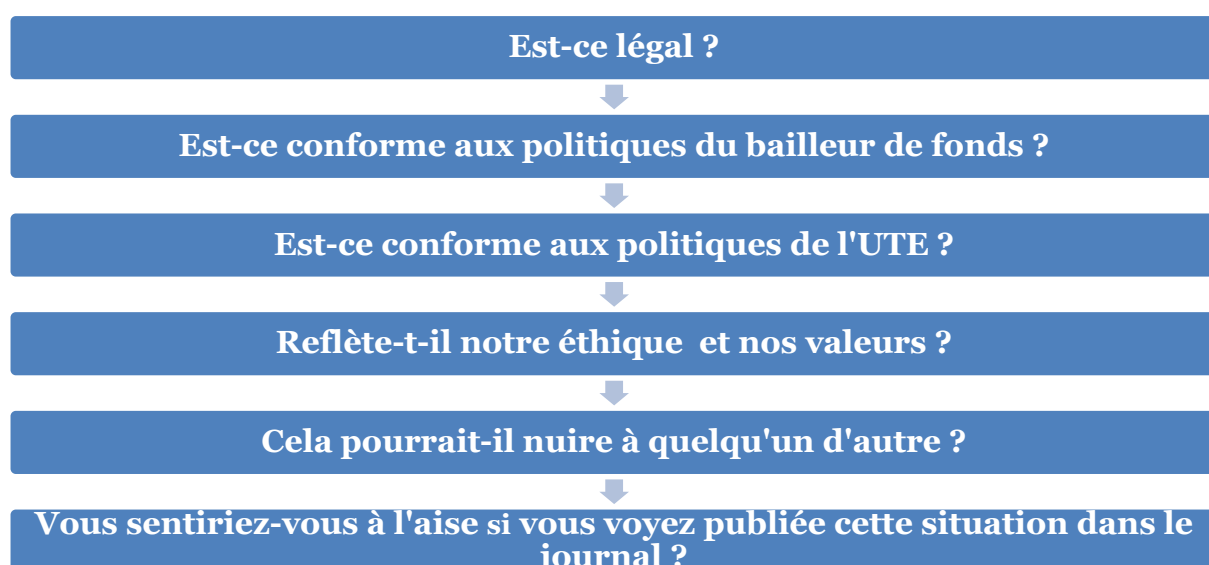 Est-ce légal ?
Est-ce conforme aux politiques du bailleur de fonds ?
Est-ce conforme aux politiques de l'UTE ?
Reflète-t-il notre éthique et nos valeurs ?
Cela pourrait-il nuire à quelqu'un d'autre ?
Vous sentiriez-vous à l'aise si vous voyez publiée cette situation dans le
journal ?